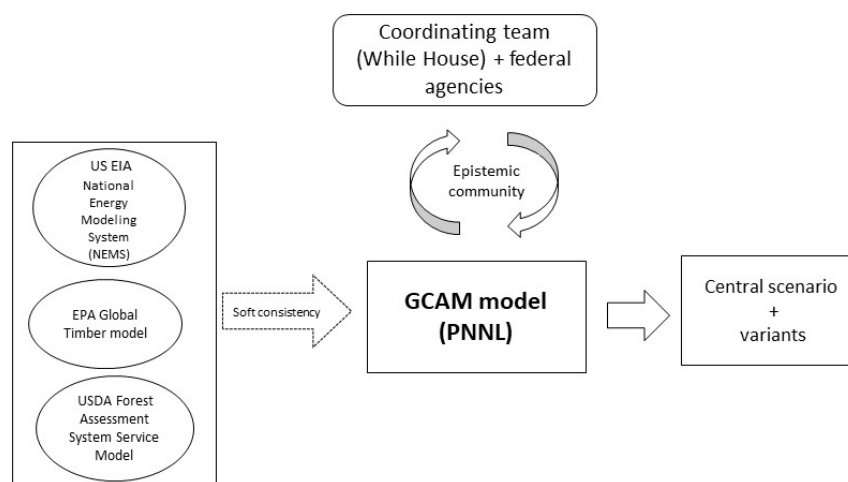 Coordinating team
(While House) + federal
agencies
Epistemic
community
US EIA
National
Energy
Modeling
System
(NEMS)
EPA Global
Timber model
USDA Forest
Assessment
System Service
Model
Soft consistency
GCAM model
(PNNL)
Central scenario
+
variants